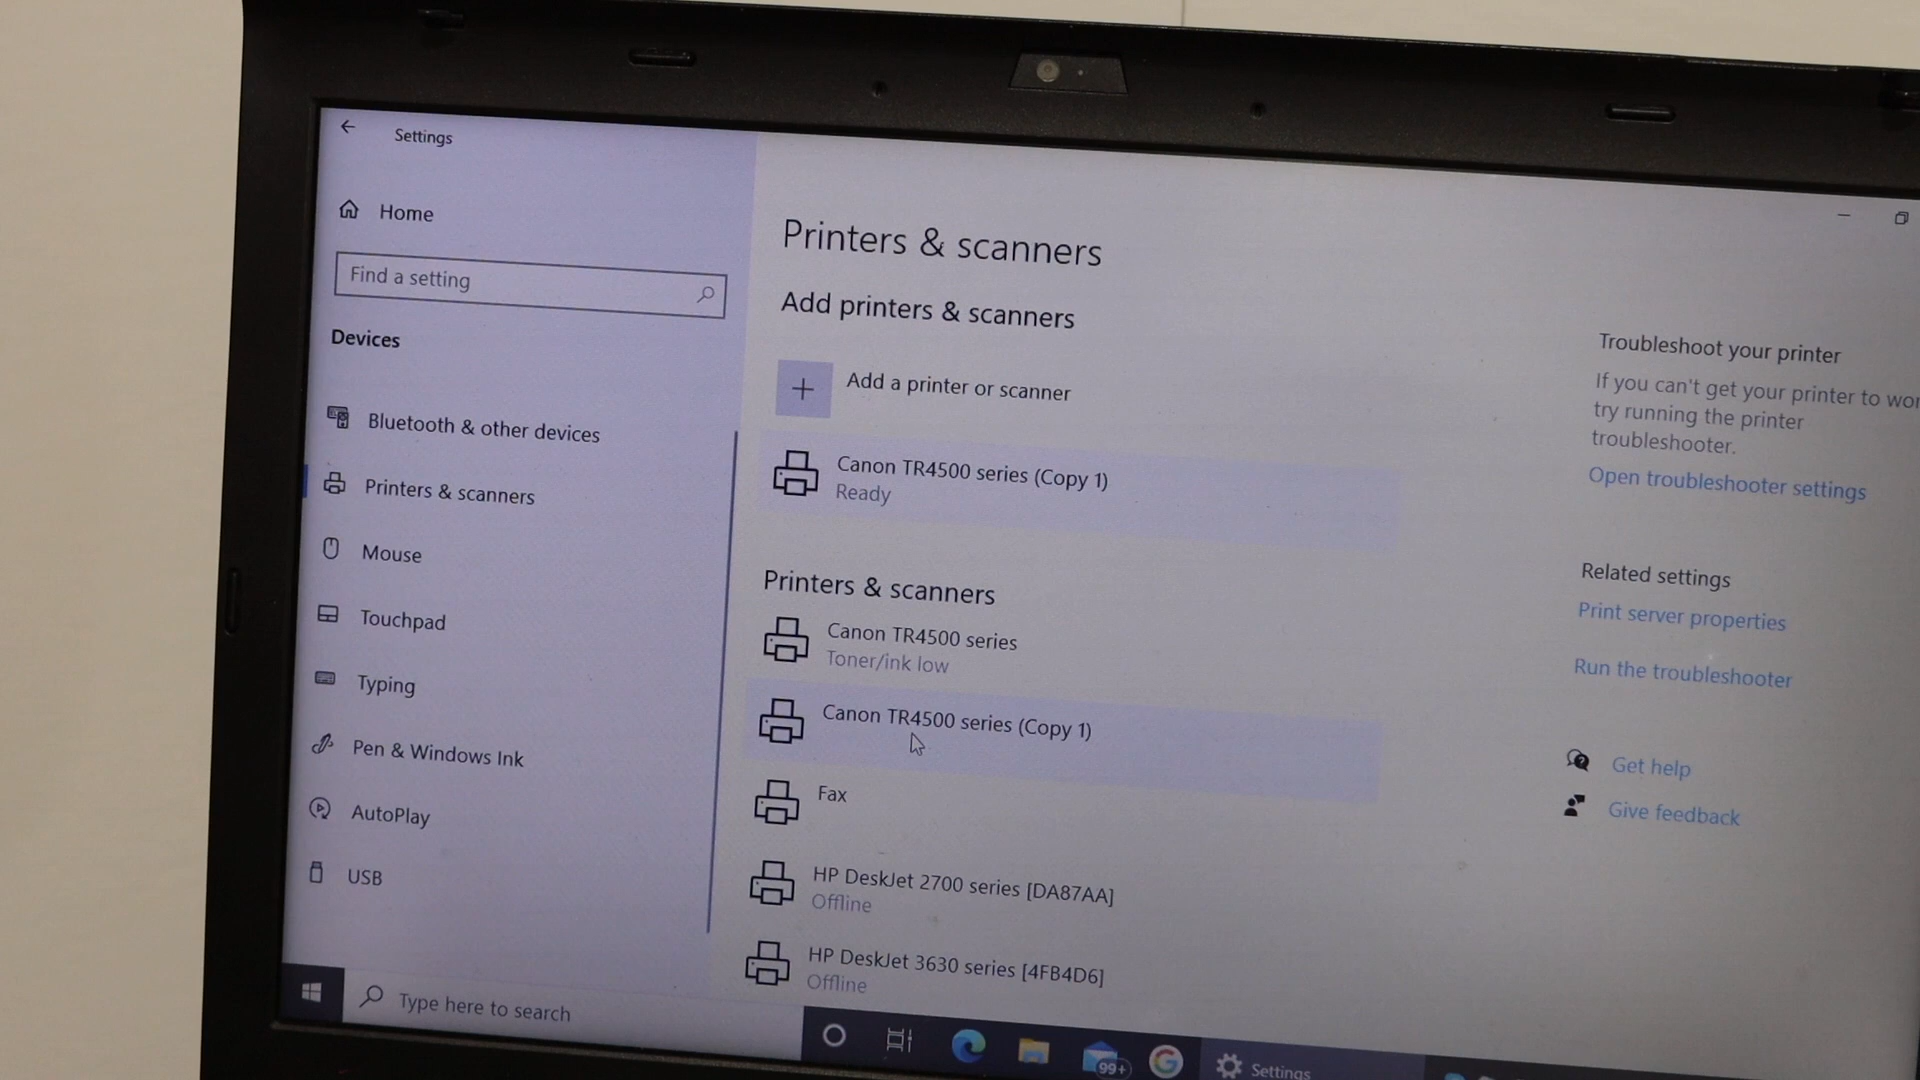 Settings
Home
Find a setting
Devices
Bluetooth & other devices
Printers & scanners
Mouse
Touchpad
Typing
Pen & Windows Ink
AutoPlay
USB
Printers & scanners
Add printers & scanners
Add a printer or scanner
Canon TR4500 series (Copy 1)
Ready
Printers & scanners
Canon TR4500 series
Toner/ink low
Canon TR4500 series (Copy 1)
Fax
HP DeskJet 2700 series [DA87AA]
Offline
HP DeskJet 3630 series [4FB4D6]
Offline
Troubleshoot your printer
If you can't get your printer to wor
try running the printer
troubleshooter.
Open troubleshooter settings
Related settings
Print server properties
Run the troubleshooter
Get help
Give feedback
Type here to search
99+
Settings